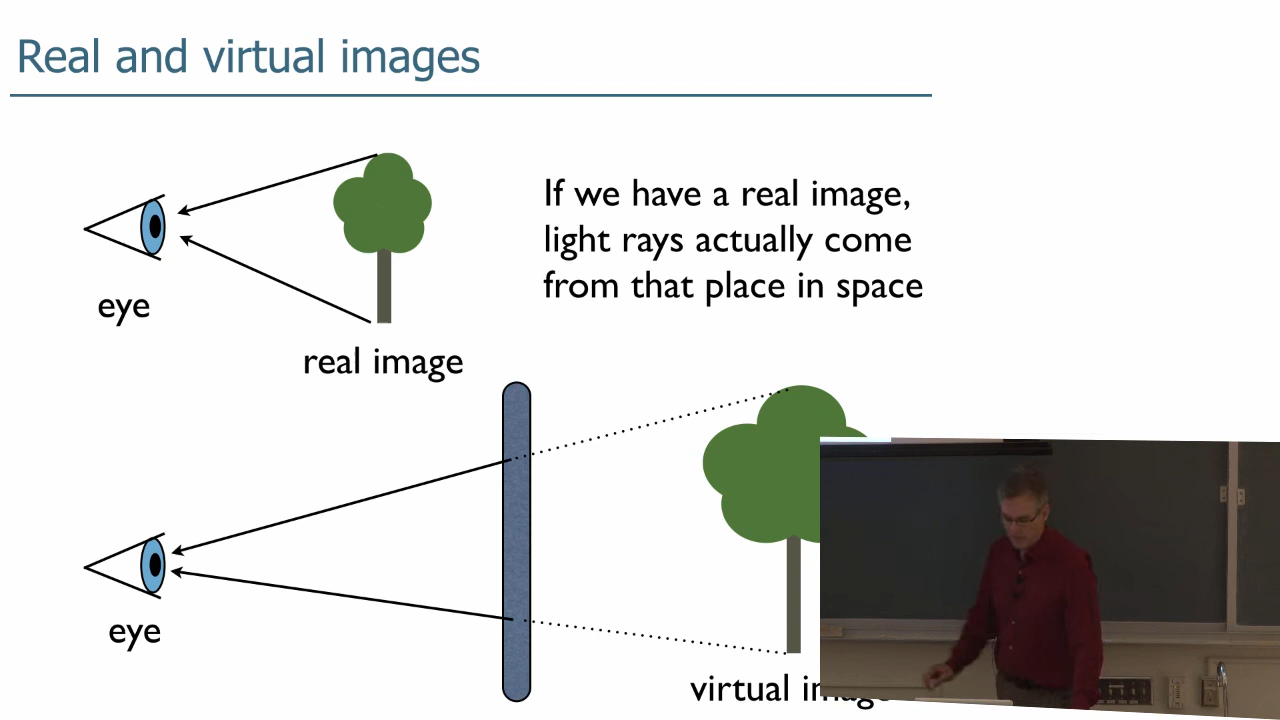 Real and virtual images
If we have a real image,
light rays actually come
from that place in space
eye
real image
eye
virtual image